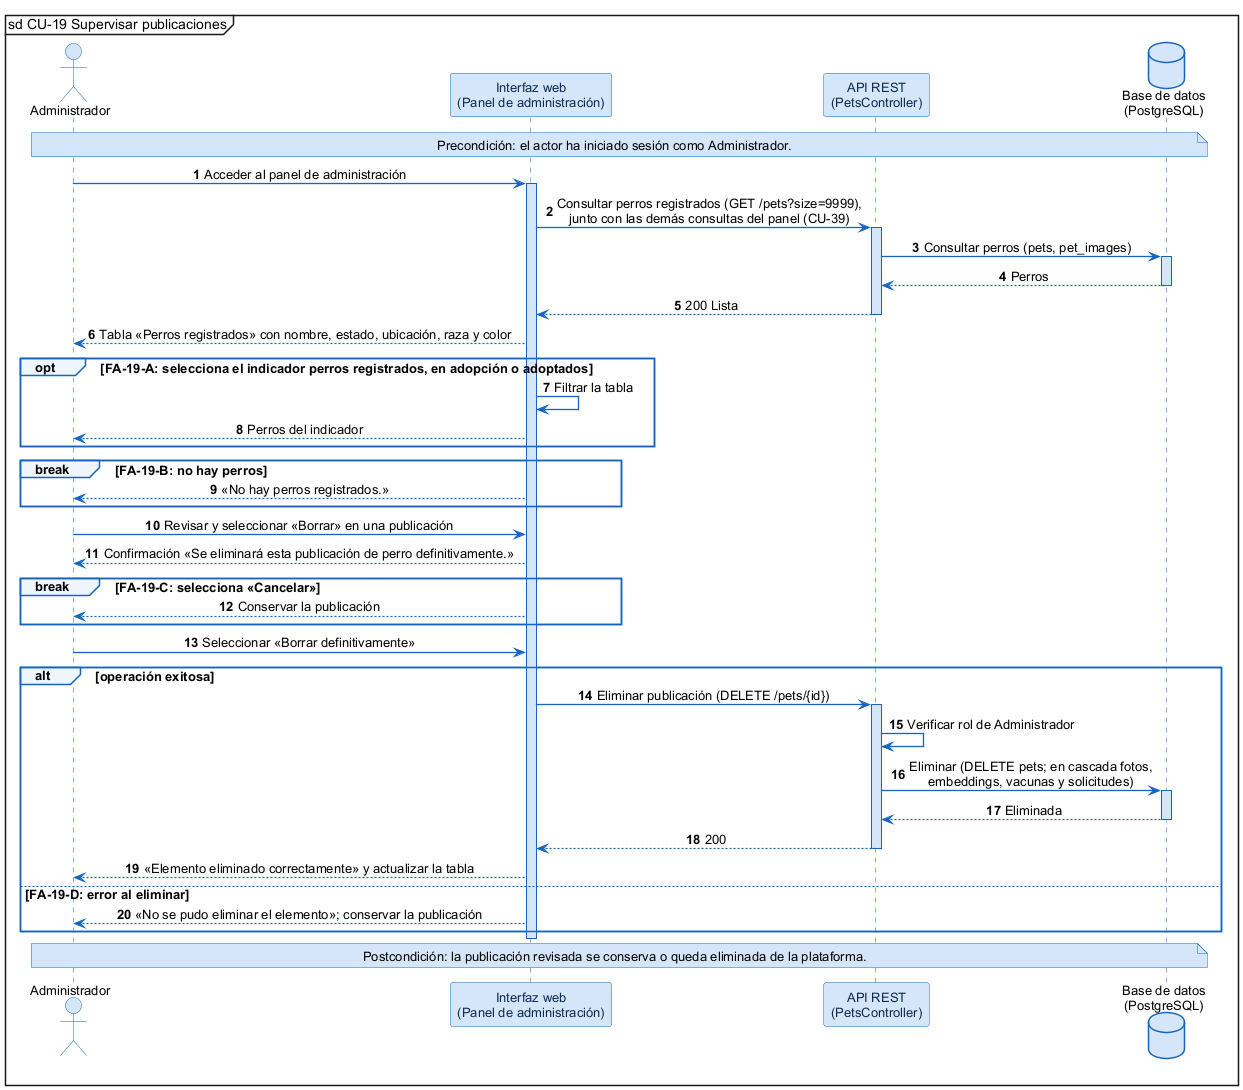 sd CU-19 Supervisar publicaciones
Administrador
Interfaz web
(Panel de administración)
API REST
(PetsController)
Base de datos
(PostgreSQL)
Precondición: el actor ha iniciado sesión como Administrador.
1 Acceder al panel de administración
2 Consultar perros registrados (GET /pets?size=9999),
junto con las demás consultas del panel (CU-39)
3 Consultar perros (pets, pet_images)
4 Perros
5 200 Lista
6 Tabla «Perros registrados» con nombre, estado, ubicación, raza y color
opt [FA-19-A: selecciona el indicador perros registrados, en adopción o adoptados]
7 Filtrar la tabla
8 Perros del indicador
break [FA-19-B: no hay perros]
9 «No hay perros registrados.»
10 Revisar y seleccionar «Borrar» en una publicación
11 Confirmación «Se eliminará esta publicación de perro definitivamente.»
break [FA-19-C: selecciona «Cancelar»]
12 Conservar la publicación
13 Seleccionar «Borrar definitivamente»
alt [operación exitosa]
14 Eliminar publicación (DELETE /pets/{id})
15 Verificar rol de Administrador
16 Eliminar (DELETE pets; en cascada fotos,
embeddings, vacunas y solicitudes)
17 Eliminada
18 200
19 «Elemento eliminado correctamente» y actualizar la tabla
[FA-19-D: error al eliminar]
20 «No se pudo eliminar el elemento»; conservar la publicación
Postcondición: la publicación revisada se conserva o queda eliminada de la plataforma.
Administrador
Interfaz web
(Panel de administración)
API REST
(PetsController)
Base de datos
(PostgreSQL)